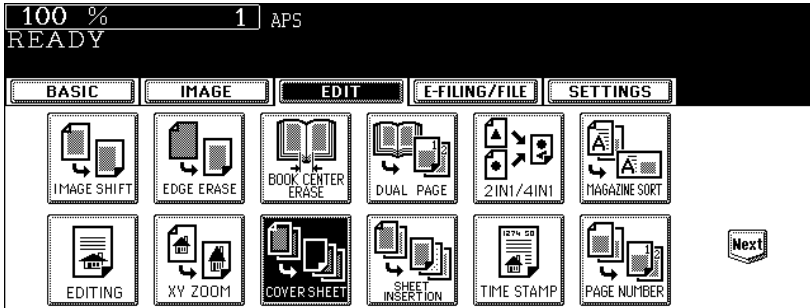 100 % 1 APS
READY
BASIC IMAGE EDIT E-FILING/FILE SETTINGS
IMAGE SHIFT EDGE ERASE BOOK CENTER ERASE DUAL PAGE 2IN1/4IN1 MAGAZINE SORT
EDITING XY ZOOM COVER SHEET SHEET INSERTION TIME STAMP PAGE NUMBER Next